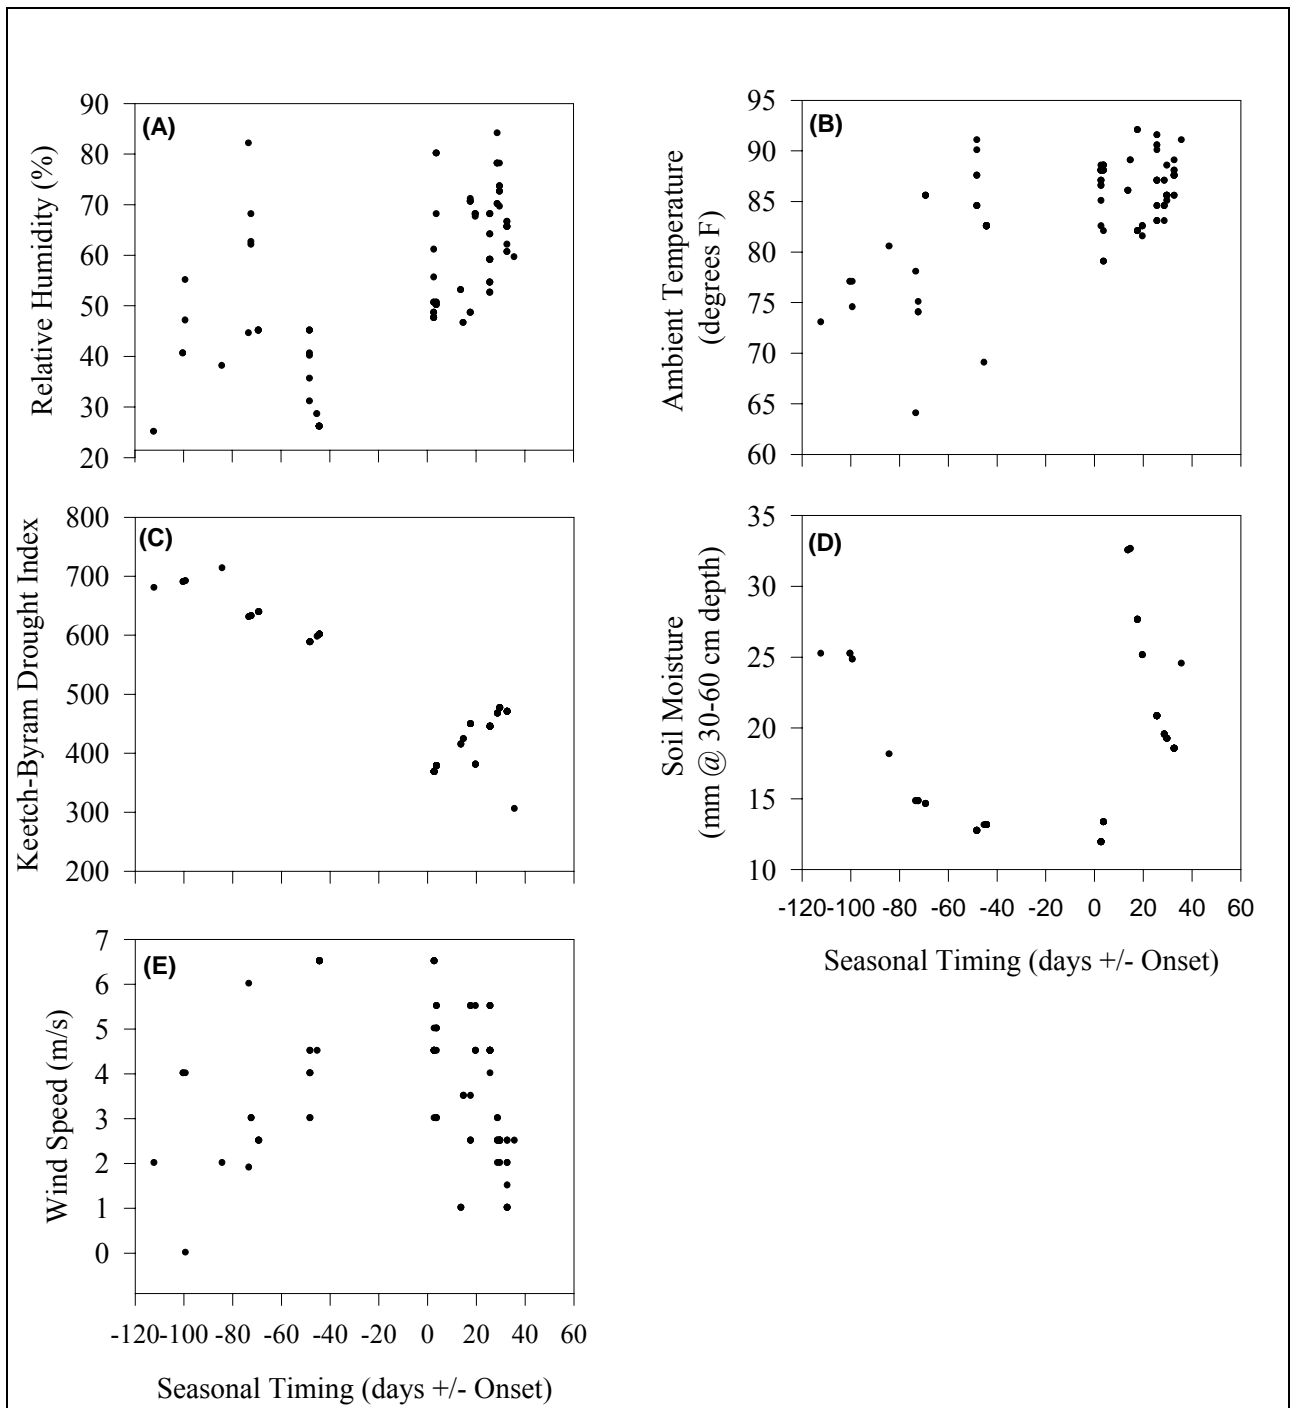 (A)
90
80
70
60
50
40
30
20
Relative Humidity (%)
(B)
95
90
85
80
75
70
65
60
Ambient Temperature
(degrees F)
(C)
800
700
600
500
400
300
200
Keetch-Byram Drought Index
(D)
35
30
25
20
15
10
Soil Moisture
(mm @ 30-60 cm depth)
-120 -100 -80 -60 -40 -20 0 20 40 60
Seasonal Timing (days +/- Onset)
(E)
7
6
5
4
3
2
1
0
Wind Speed (m/s)
-120 -100 -80 -60 -40 -20 0 20 40 60
Seasonal Timing (days +/- Onset)